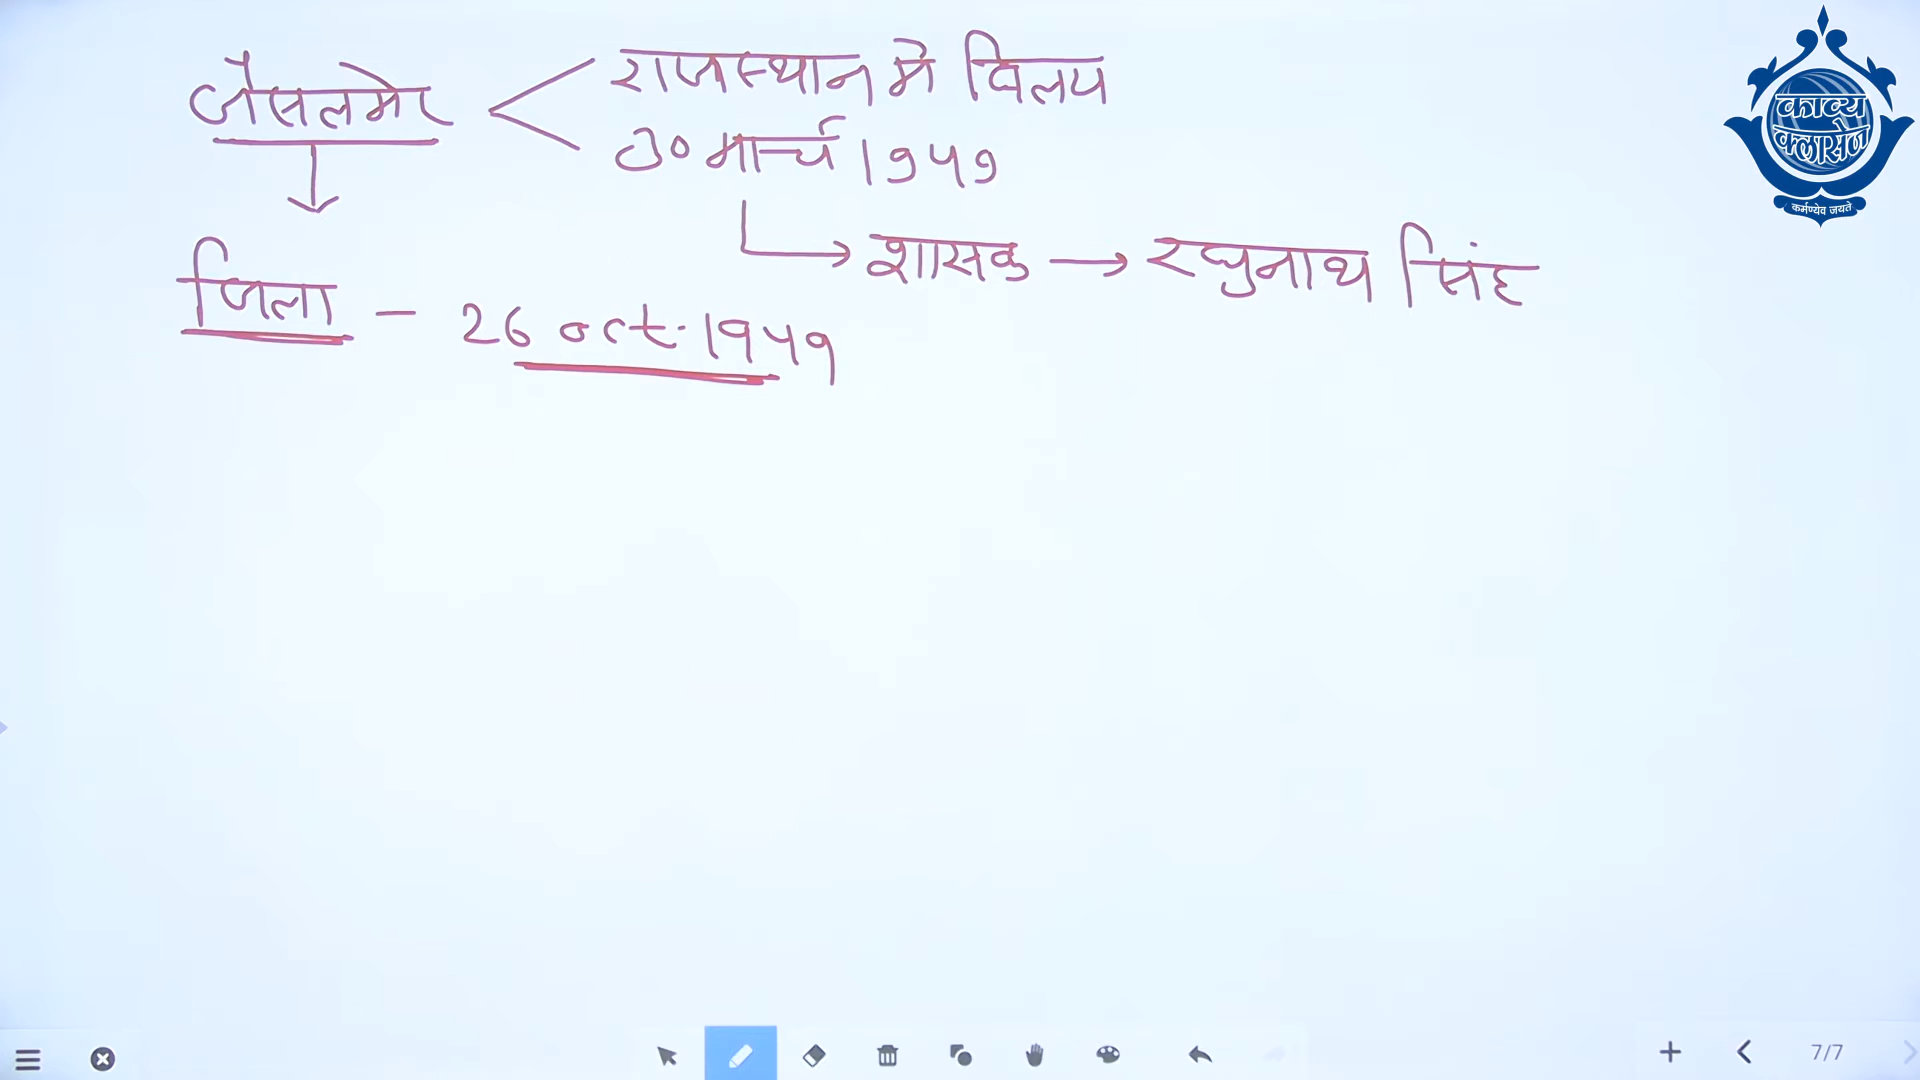 जैसलमेर < राजस्थान मे विलय
30 मार्च 1949
→ शासक → रघुनाथ सिंह
↓
जिला - 26 oct. 1949
काव्य
क्लासेज
कर्मण्येव जयते
7/7